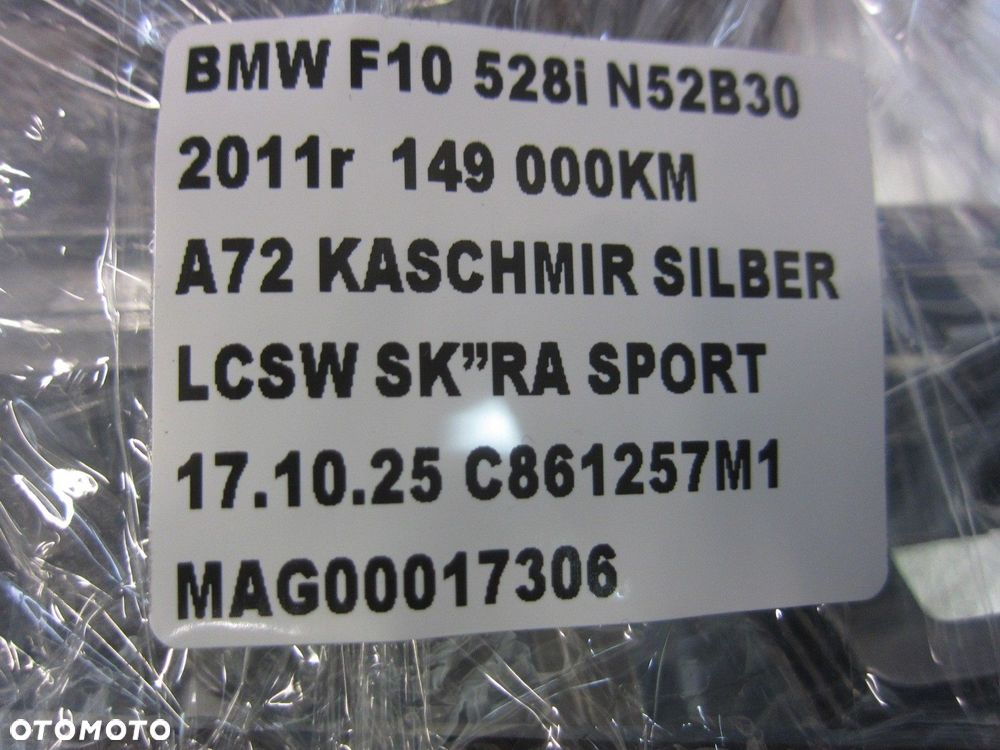 BMW F10 528i N52B30
2011r 149 000KM
A72 KASCHMIR SILBER
LCSW SK”RA SPORT
17.10.25 C861257M1
MAG00017306
OTOMOTO